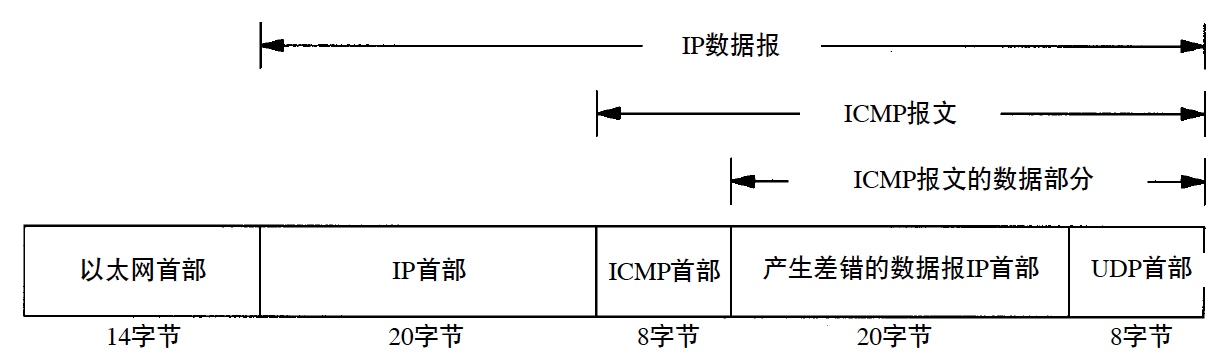 IP数据报
ICMP报文
ICMP报文的数据部分
以太网首部 IP首部 ICMP首部 产生差错的数据报IP首部 UDP首部
14字节 20字节 8字节 20字节 8字节